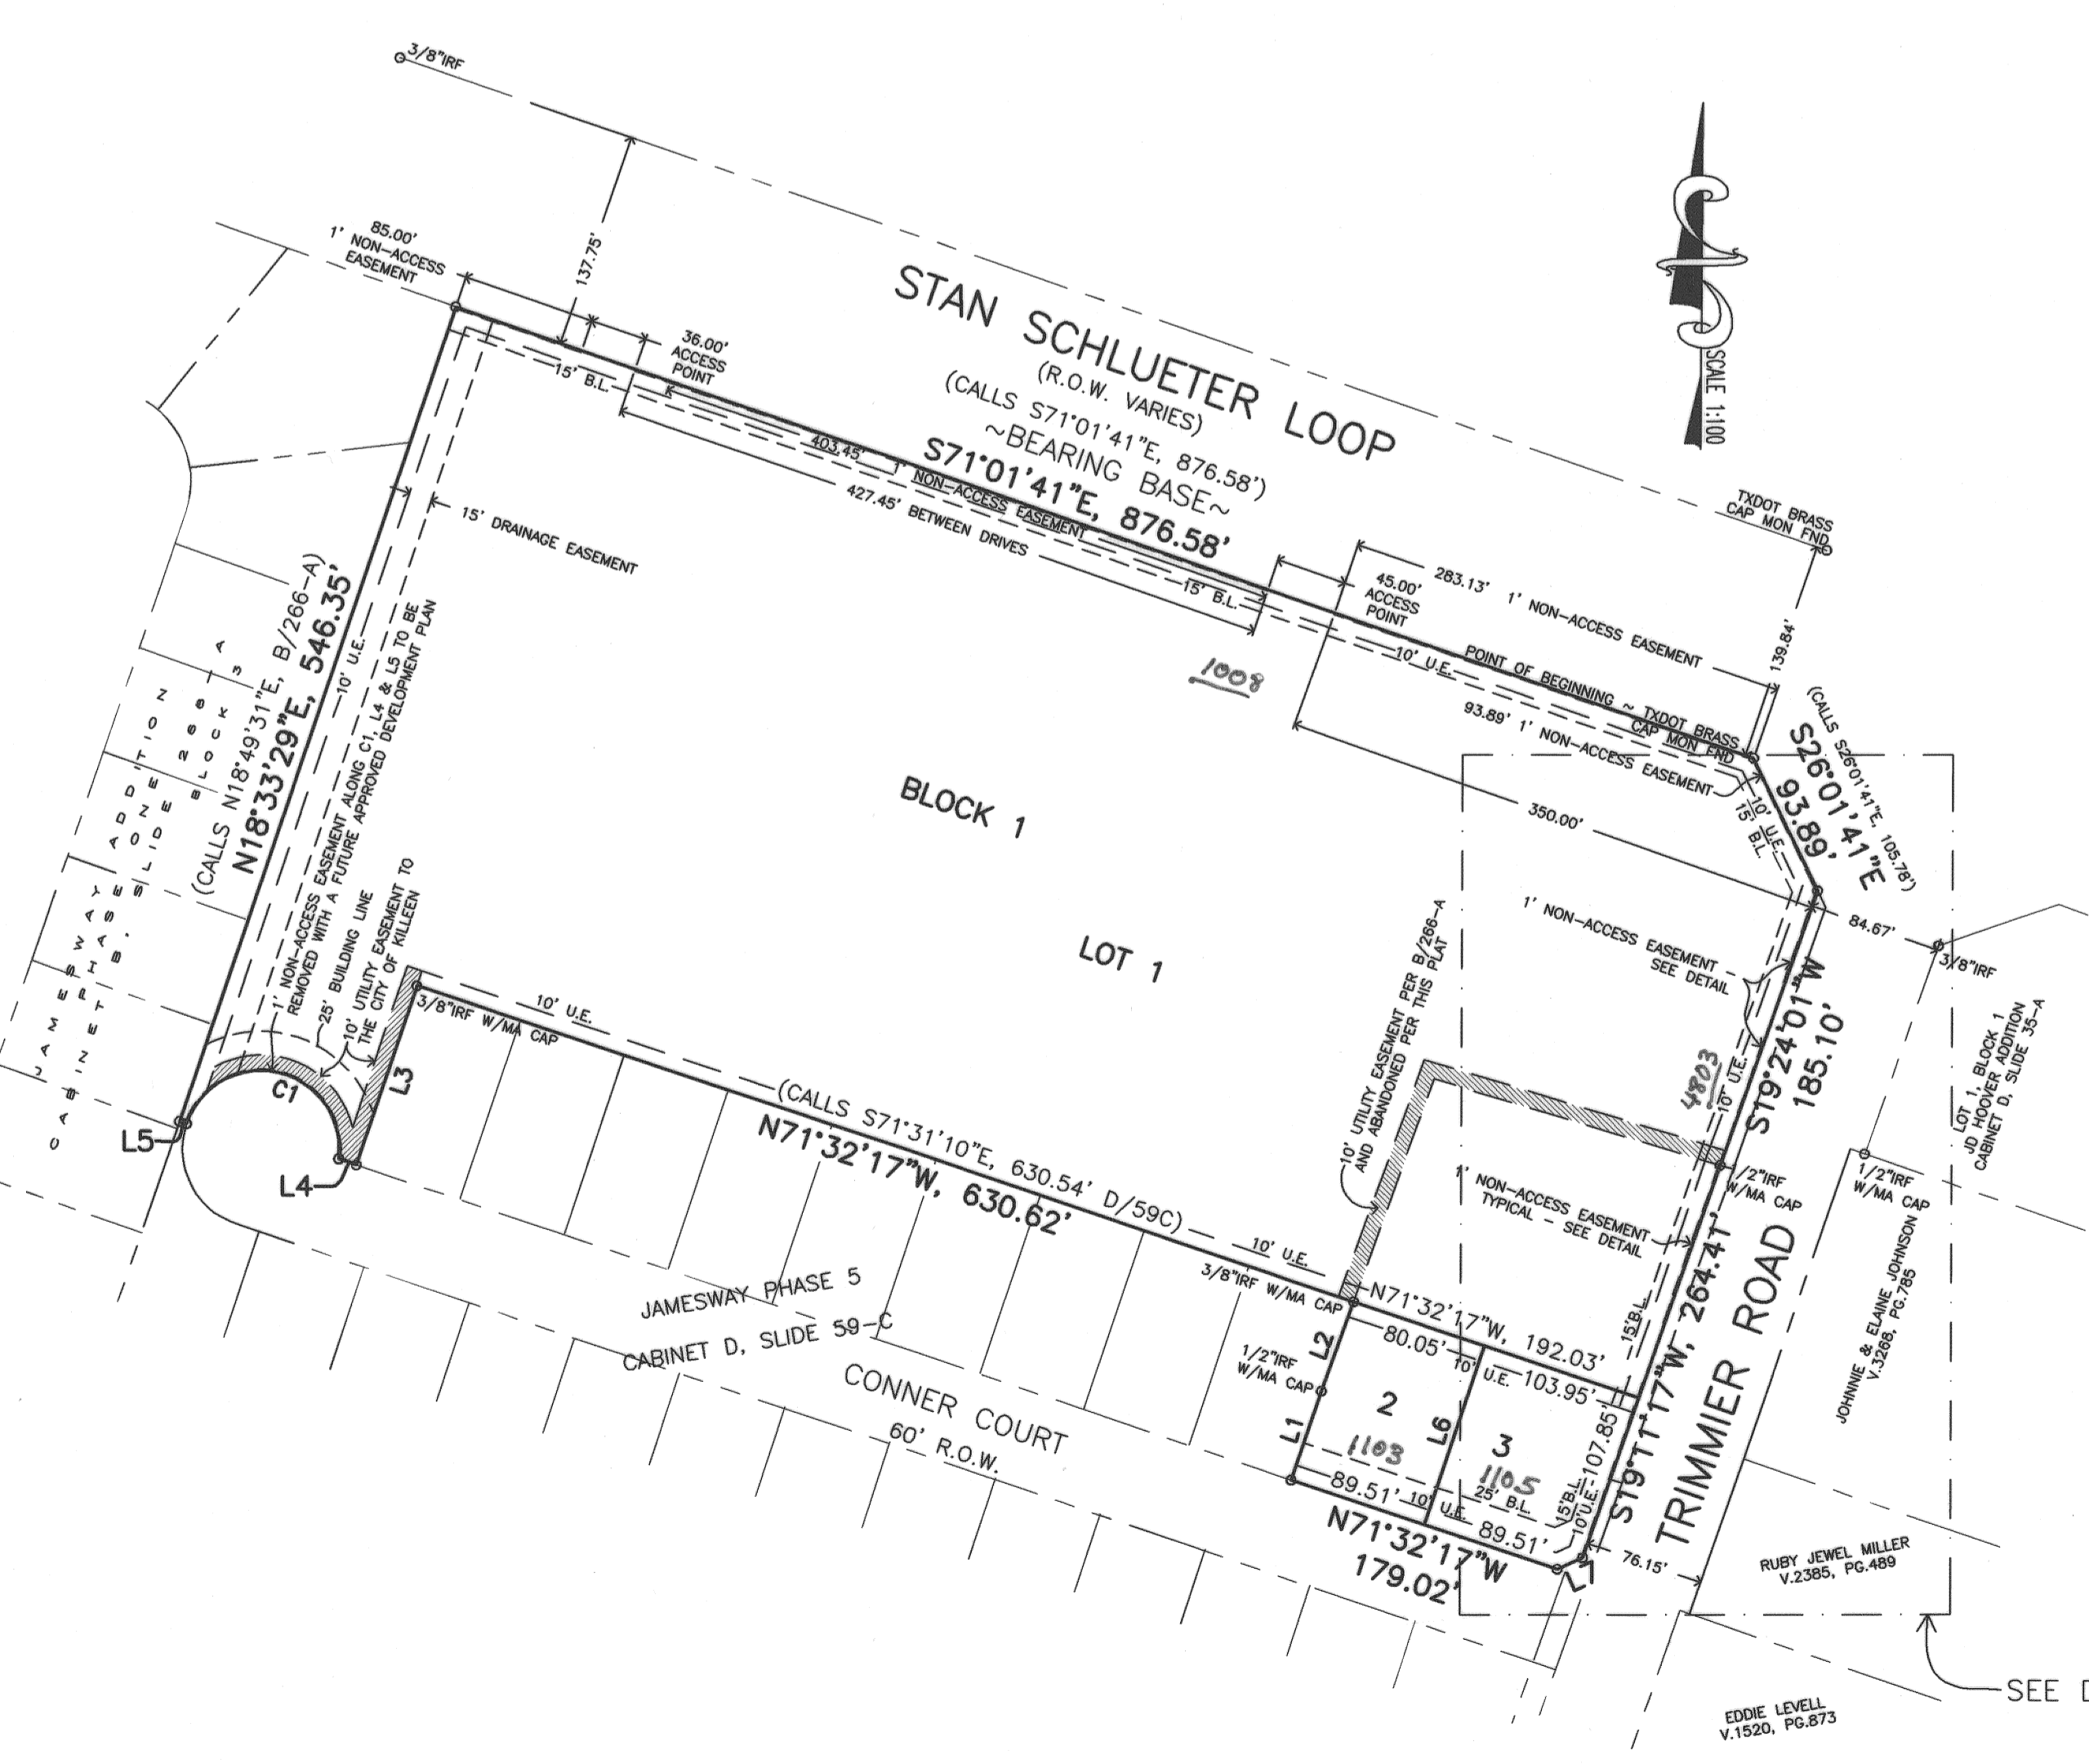 3/8"IRF
85.00'
1' NON-ACCESS
EASEMENT
137.75'
36.00'
ACCESS
POINT
15' B.L.
STAN SCHLUETER LOOP
(R.O.W. VARIES)
(CALLS S71°01'41"E, 876.58')
~BEARING BASE~
S71°01'41"E, 876.58'
403.45' 1' NON-ACCESS EASEMENT
427.45' BETWEEN DRIVES
15' B.L.
SCALE 1:100
TXDOT BRASS
CAP MON FND
45.00'
ACCESS
POINT
283.13' 1' NON-ACCESS EASEMENT
139.84'
10' U.E.
POINT OF BEGINNING ~ TXDOT BRASS
CAP MON FND
93.89' 1' NON-ACCESS EASEMENT
(CALLS S26°01'41"E, 105.78')
S26°01'41"E
93.89'
10' U.E.
15' B.L.
350.00'
1008
15' DRAINAGE EASEMENT
10' U.E.
(CALLS N18°49'31"E, B/266-A)
N18°33'29"E, 546.35'
JAMESWAY ADDITION
PHASE ONE
CABINET B, SLIDE 266-A
BLOCK 3
1' NON-ACCESS EASEMENT ALONG C1, L4 & L5 TO BE
REMOVED WITH A FUTURE APPROVED DEVELOPMENT PLAN
25' BUILDING LINE
10' UTILITY EASEMENT TO
THE CITY OF KILLEEN
BLOCK 1
LOT 1
1' NON-ACCESS EASEMENT -
SEE DETAIL
84.67'
3/8"IRF
S19°24'01"W
185.10'
10' U.E.
4803
LOT 1, BLOCK 1
JD HOOVER ADDITION
CABINET D, SLIDE 35-A
C1
L3
L4
L5
3/8"IRF W/MA CAP
10' U.E.
(CALLS S71°31'10"E, 630.54' D/59C)
N71°32'17"W, 630.62'
10' UTILITY EASEMENT PER B/266-A
AND ABANDONED PER THIS PLAT
1' NON-ACCESS EASEMENT
TYPICAL - SEE DETAIL
1/2"IRF
W/MA CAP
1/2"IRF
W/MA CAP
JOHNNIE & ELAINE JOHNSON
V.3268, PG.785
10' U.E.
3/8"IRF W/MA CAP
N71°32'17"W, 192.03'
80.05'
10' U.E.
103.95'
15'B.L.
S19°11'17"W, 264.41'
TRIMMIER ROAD
JAMESWAY PHASE 5
CABINET D, SLIDE 59-C
CONNER COURT
60' R.O.W.
1/2"IRF
W/MA CAP
L2
L1
2
1103
L6
3
1105
107.85'
89.51'
10' U.E.
25' B.L.
89.51'
15'B.L.
10'U.E.
N71°32'17"W
179.02'
L7
76.15'
RUBY JEWEL MILLER
V.2385, PG.489
EDDIE LEVELL
V.1520, PG.873
SEE D